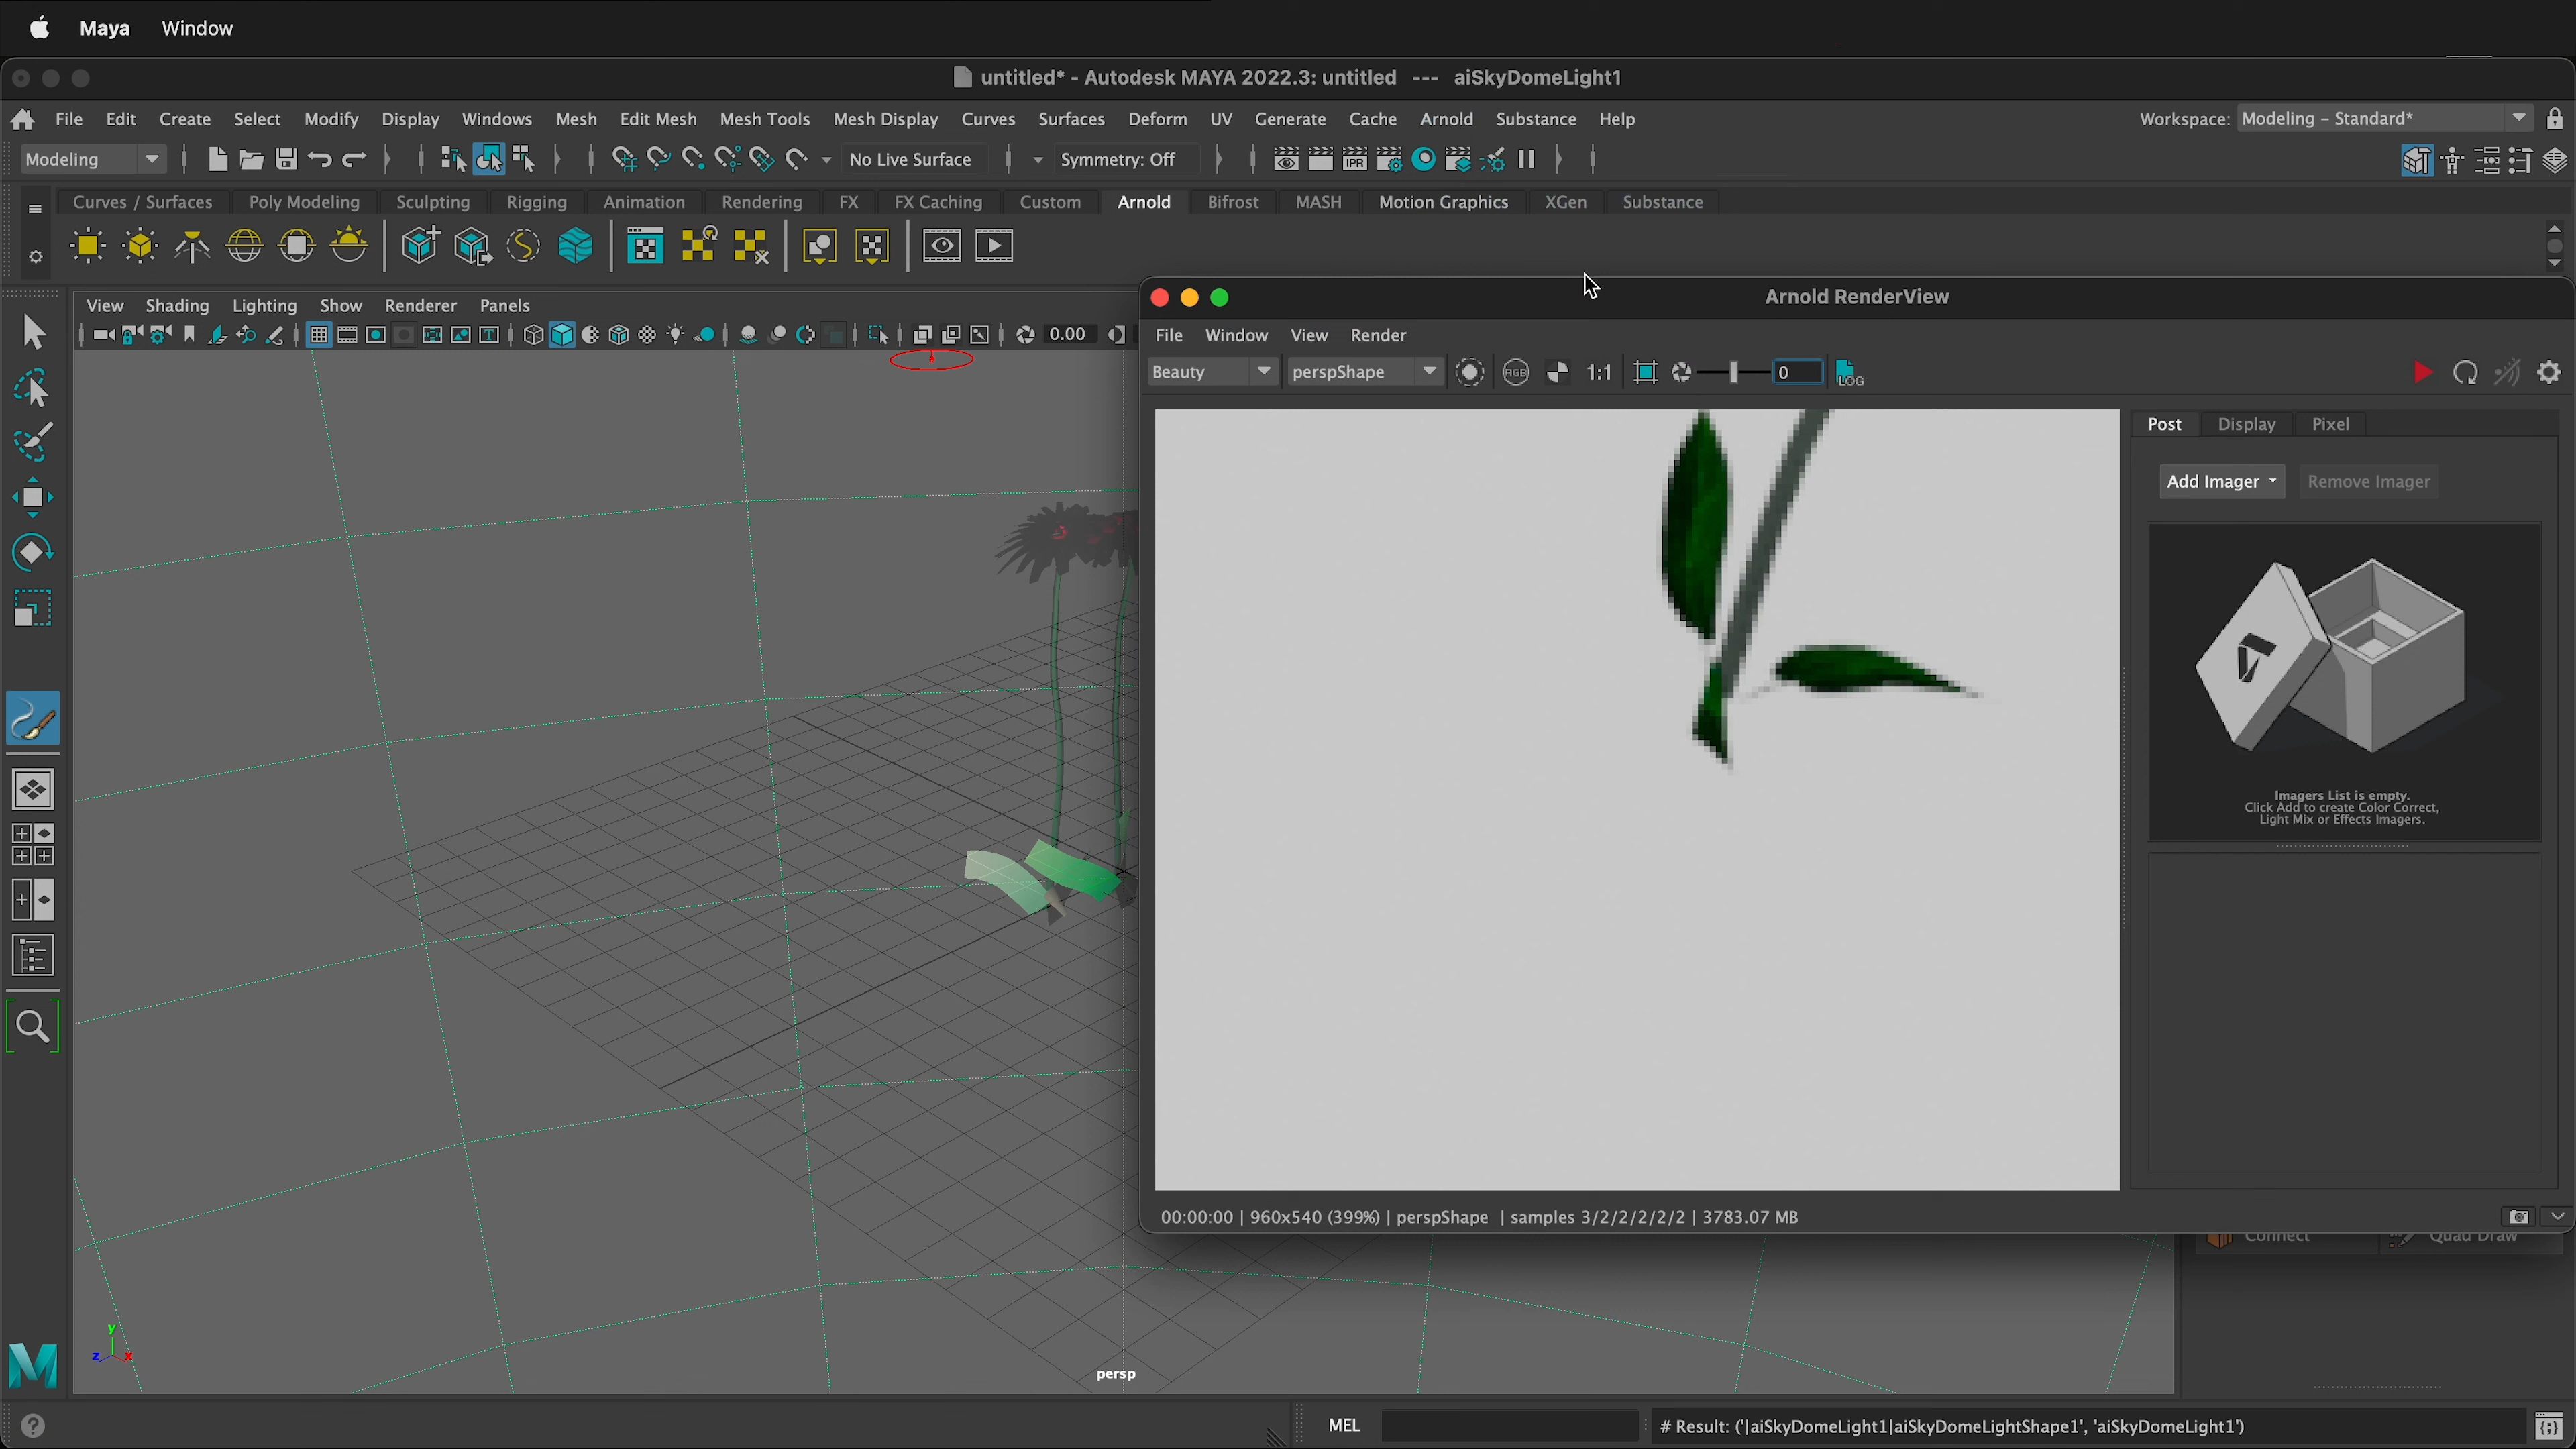 Maya Window
untitled* - Autodesk MAYA 2022.3: untitled --- aiSkyDomeLight1
File Edit Create Select Modify Display Windows Mesh Edit Mesh Mesh Tools Mesh Display Curves Surfaces Deform UV Generate Cache Arnold Substance Help Workspace: Modeling - Standard*
Modeling No Live Surface Symmetry: Off IPR
Curves / Surfaces Poly Modeling Sculpting Rigging Animation Rendering FX FX Caching Custom Arnold Bifrost MASH Motion Graphics XGen Substance
View Shading Lighting Show Renderer Panels
0.00
Arnold RenderView
File Window View Render
Beauty perspShape RGB 1:1 0 LOG
Post Display Pixel
Add Imager Remove Imager
Imagers List is empty.
Click Add to create Color Correct,
Light Mix or Effects Imagers.
00:00:00 | 960x540 (399%) | perspShape | samples 3/2/2/2/2/2 | 3783.07 MB
Connect Quad Draw
y
z x
persp
MEL # Result: ('|aiSkyDomeLight1|aiSkyDomeLightShape1', 'aiSkyDomeLight1')